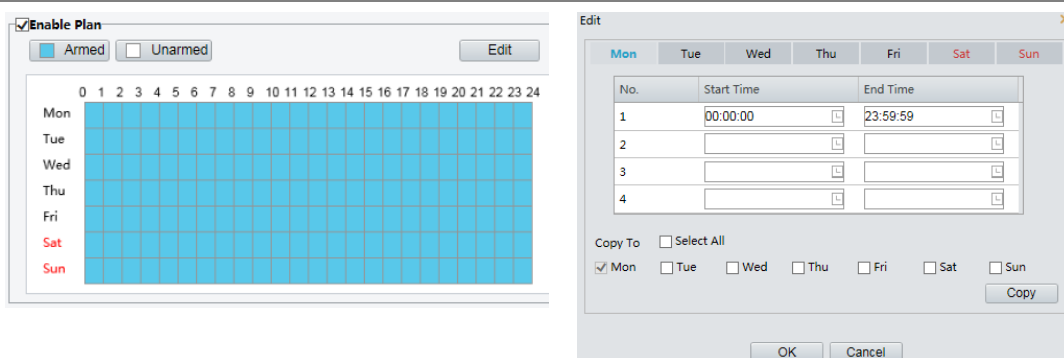 Enable Plan
Armed Unarmed Edit
0 1 2 3 4 5 6 7 8 9 10 11 12 13 14 15 16 17 18 19 20 21 22 23 24
Mon
Tue
Wed
Thu
Fri
Sat
Sun
Edit
Mon Tue Wed Thu Fri Sat Sun
No. Start Time End Time
1 00:00:00 23:59:59
2
3
4
Copy To Select All
Mon Tue Wed Thu Fri Sat Sun
Copy
OK Cancel